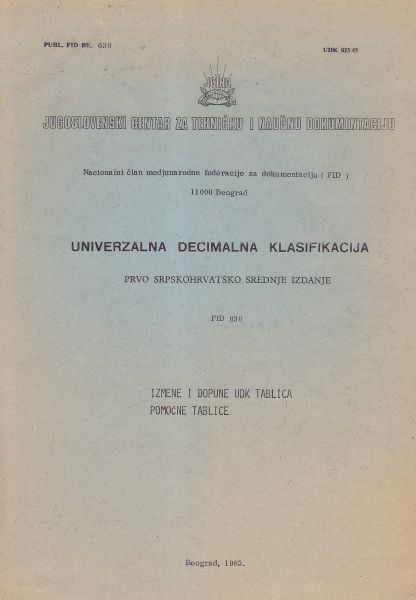 PUBL. FID BR. 630
UDK 025.45
JCTND
JUGOSLOVENSKI CENTAR ZA TEHNIČKU I NAUČNU DOKUMENTACIJU
Nacionalni član medjunarodne federacije za dokumentaciju ( FID )
11000 Beograd
UNIVERZALNA DECIMALNA KLASIFIKACIJA
PRVO SRPSKOHRVATSKO SREDNJE IZDANJE
FID 630
IZMENE I DOPUNE UDK TABLICA
POMOĆNE TABLICE
Beograd, 1983.